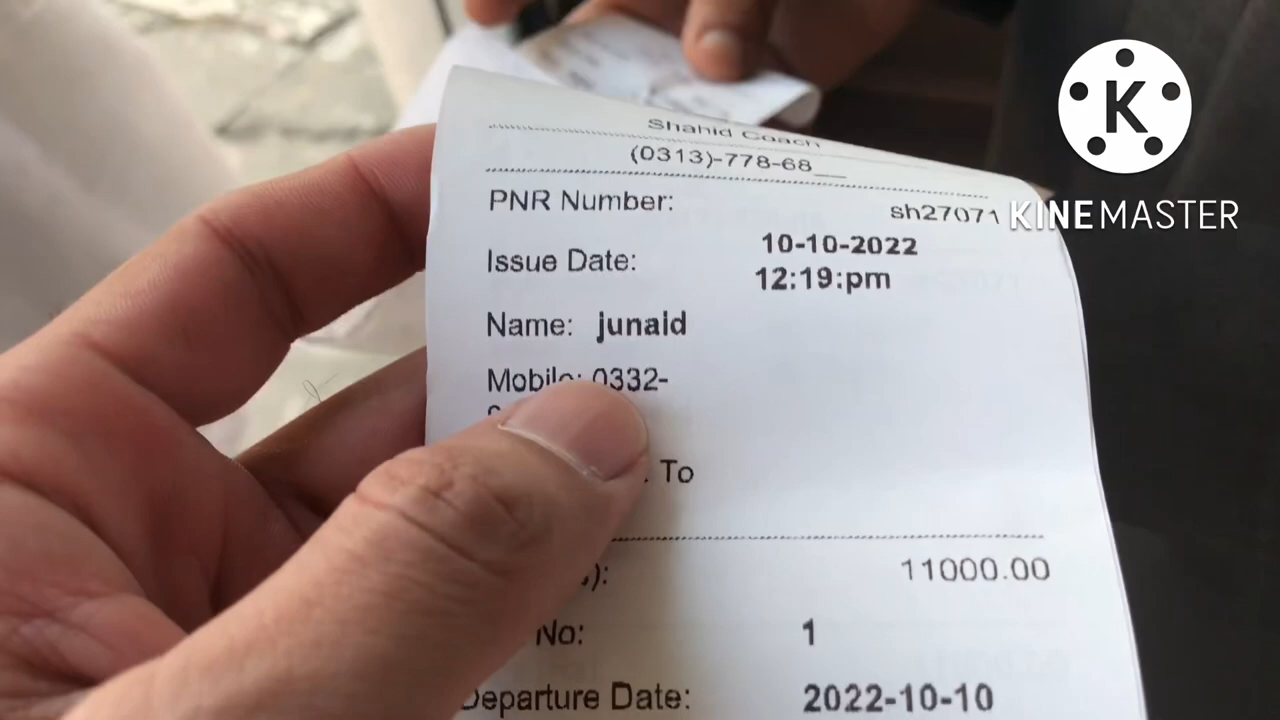 Shahid Coach
(0313)-778-68__
PNR Number: sh27071
Issue Date: 10-10-2022
12:19:pm
Name: junaid
Mobile: 0332-
To
11000.00
No: 1
Departure Date: 2022-10-10
K
KINEMASTER